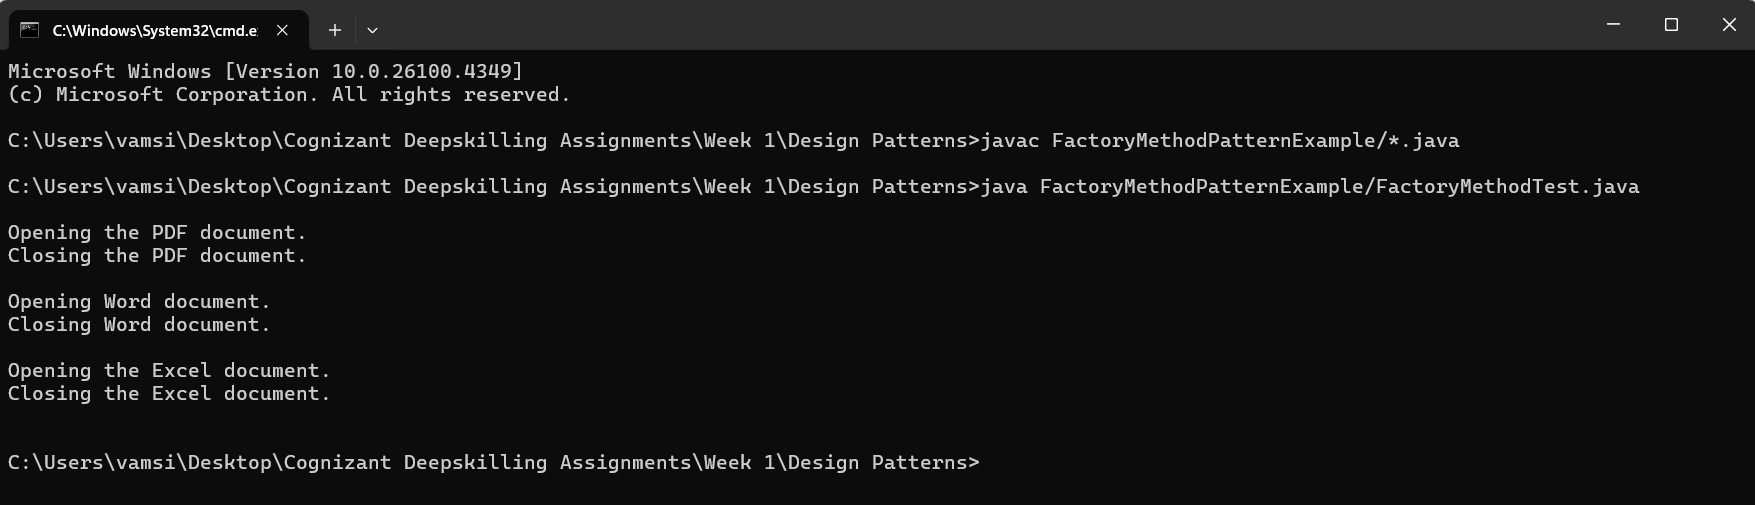 C:\Windows\System32\cmd.e
Microsoft Windows [Version 10.0.26100.4349]
(c) Microsoft Corporation. All rights reserved.
C:\Users\vamsi\Desktop\Cognizant Deepskilling Assignments\Week 1\Design Patterns>javac FactoryMethodPatternExample/*.java
C:\Users\vamsi\Desktop\Cognizant Deepskilling Assignments\Week 1\Design Patterns>java FactoryMethodPatternExample/FactoryMethodTest.java
Opening the PDF document.
Closing the PDF document.
Opening Word document.
Closing Word document.
Opening the Excel document.
Closing the Excel document.
C:\Users\vamsi\Desktop\Cognizant Deepskilling Assignments\Week 1\Design Patterns>